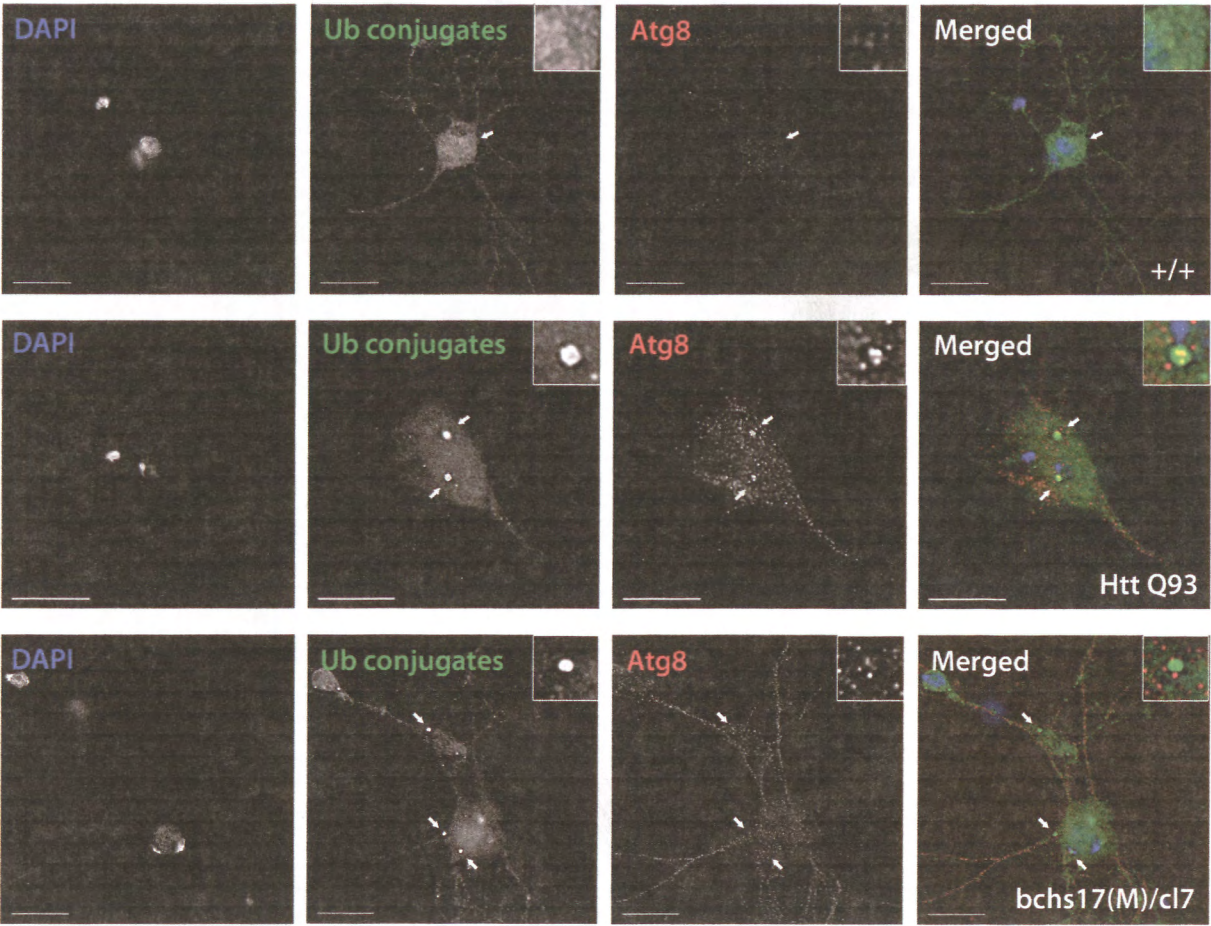 DAPI Ub conjugates Atg8 Merged
+/+
DAPI Ub conjugates Atg8 Merged
Htt Q93
DAPI Ub conjugates Atg8 Merged
bchs17(M)/cl7